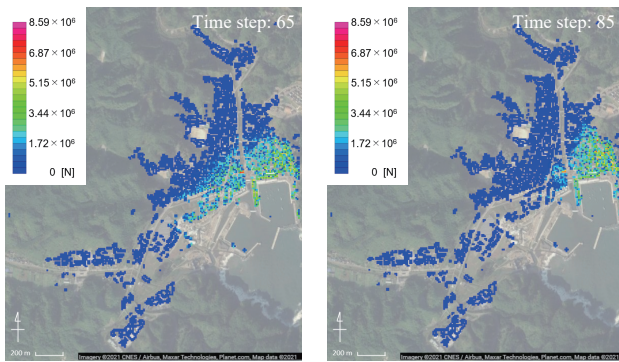 Time step: 65
8.59 × 10⁶
6.87 × 10⁶
5.15 × 10⁶
3.44 × 10⁶
1.72 × 10⁶
0 [N]
4
200 m
Imagery ©2021 CNES / Airbus, Maxar Technologies, Planet.com, Map data ©2021
Time step: 85
8.59 × 10⁶
6.87 × 10⁶
5.15 × 10⁶
3.44 × 10⁶
1.72 × 10⁶
0 [N]
4
200 m
Imagery ©2021 CNES / Airbus, Maxar Technologies, Planet.com, Map data ©2021